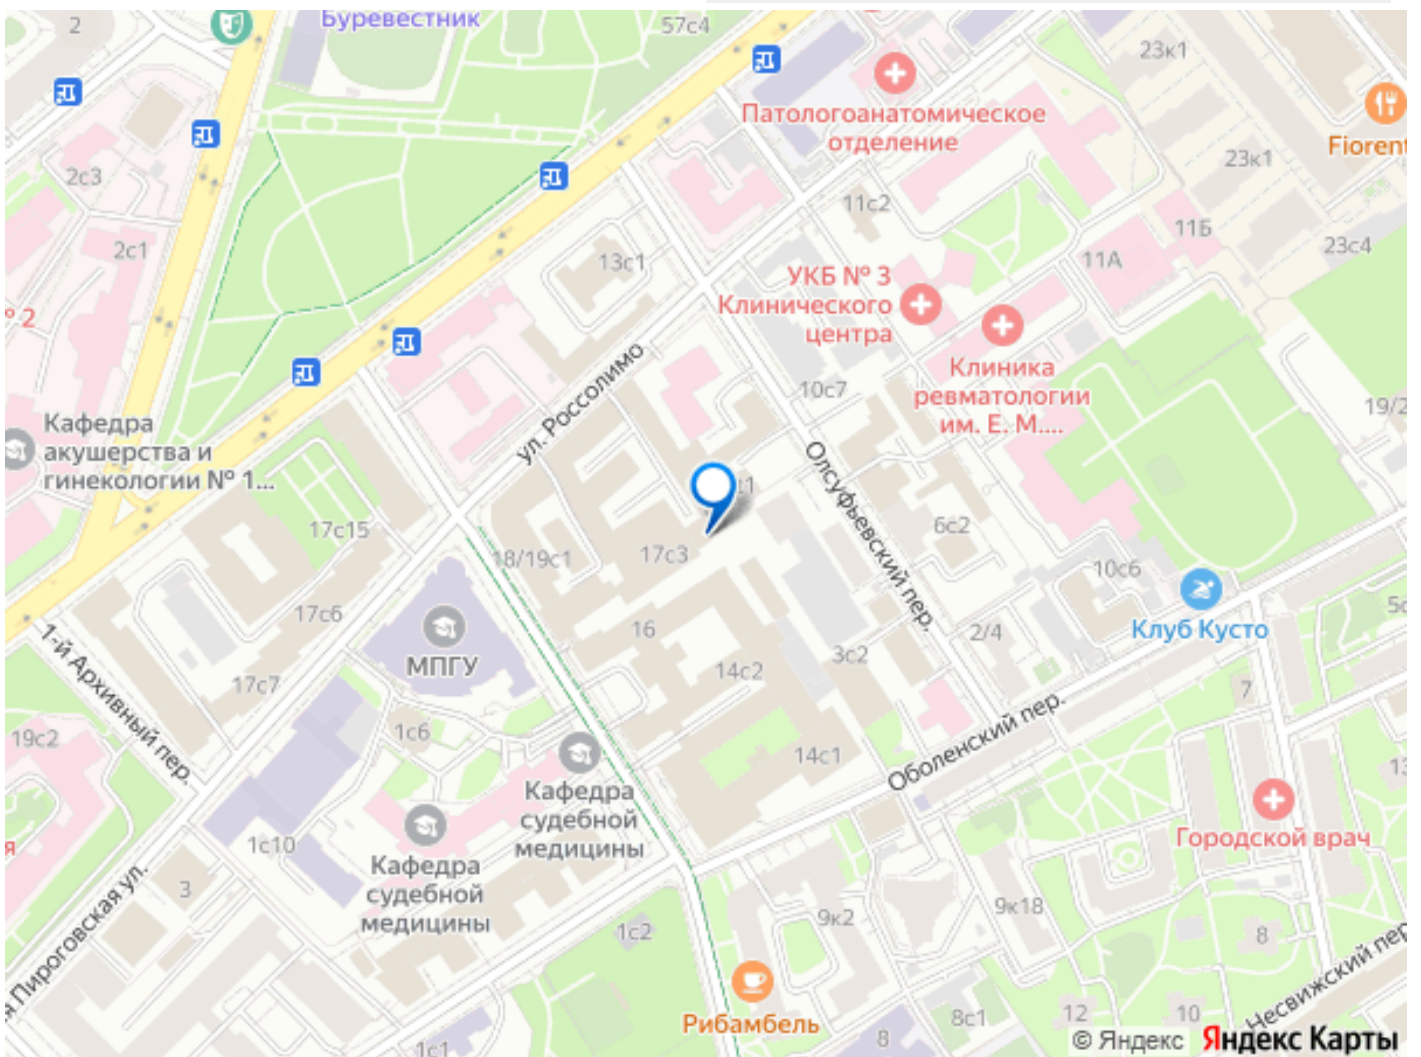 Буревестник
57с4
2
23к1
Патологоанатомическое
отделение
Fiorent
23к1
2с3
11с2
11Б
2с1
13с1
23с4
11А
УКБ № 3
Клинического
центра
№ 2
Клиника
ревматологии
им. Е. М....
ул. Россолимо
10с7
19/2
Кафедра
акушерства и
гинекологии № 1...
с1
Олсуфьевский пер.
17с15
6с2
18/19с1
17с3
10с6
17с6
16
Клуб Кусто
2/4
5с
1-й Архивный пер.
МПГУ
3с2
14с2
17с7
7
19с2
1с6
Оболенский пер.
14с1
13
Кафедра
судебной
медицины
Городской врач
1с10
Кафедра
судебной
медицины
я Пироговская ул.
3
9к2
9к18
1с2
8
Несвижский пер
Рибамбель
8с1
12
10
8
1с1
© Яндекс Яндекс Карты